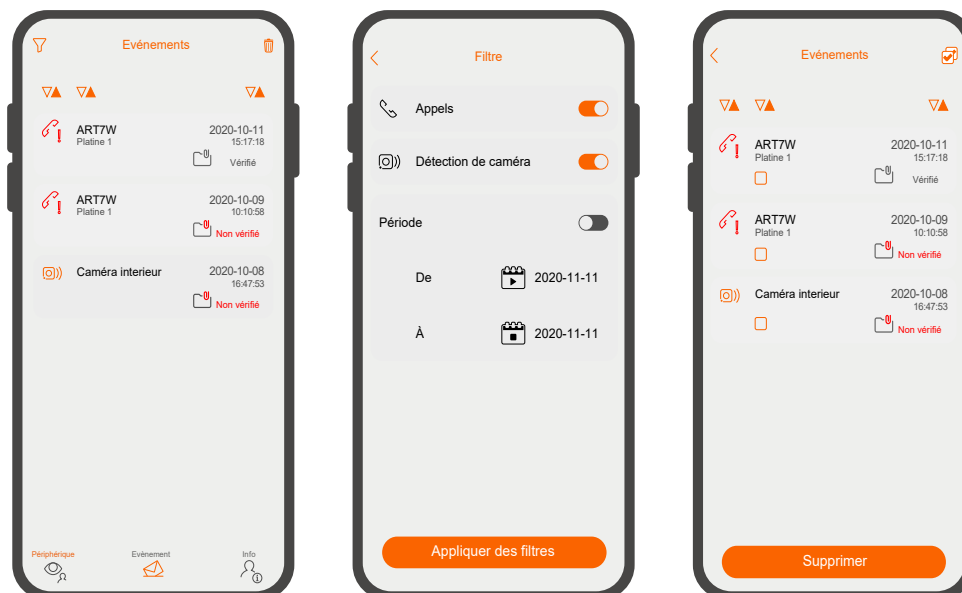 Evénements
ART7W
Platine 1
2020-10-11
15:17:18
Vérifié
ART7W
Platine 1
2020-10-09
10:10:58
Non vérifié
Caméra interieur
2020-10-08
16:47:53
Non vérifié
Périphérique
Evènement
Info
Filtre
Appels
Détection de caméra
Période
De
2020-11-11
À
2020-11-11
Appliquer des filtres
Evénements
ART7W
Platine 1
2020-10-11
15:17:18
Vérifié
ART7W
Platine 1
2020-10-09
10:10:58
Non vérifié
Caméra interieur
2020-10-08
16:47:53
Non vérifié
Supprimer